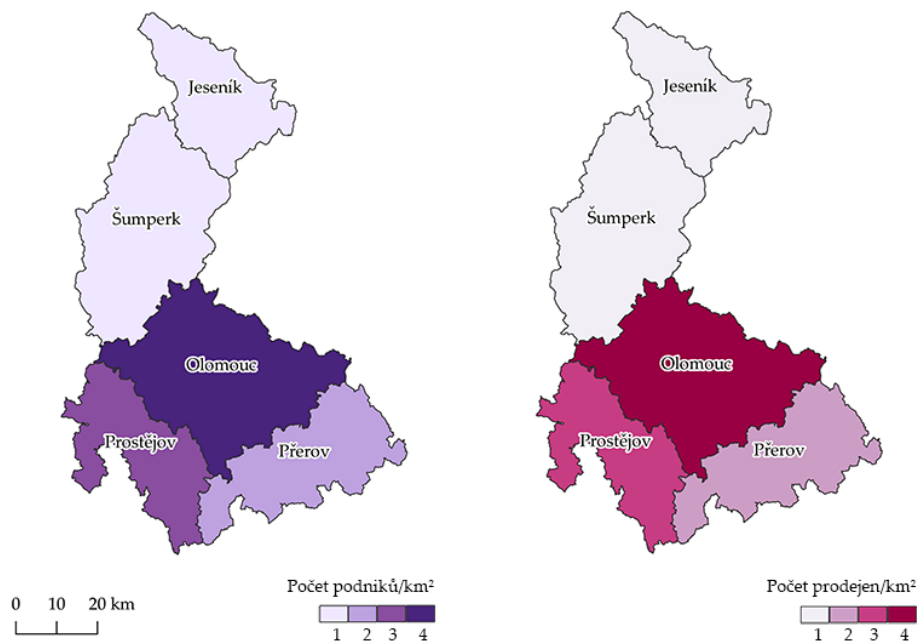 Jeseník
Šumperk
Olomouc
Prostějov
Přerov
Jeseník
Šumperk
Olomouc
Prostějov
Přerov
0 10 20 km
Počet podniků/km²
1 2 3 4
Počet prodejen/km²
1 2 3 4